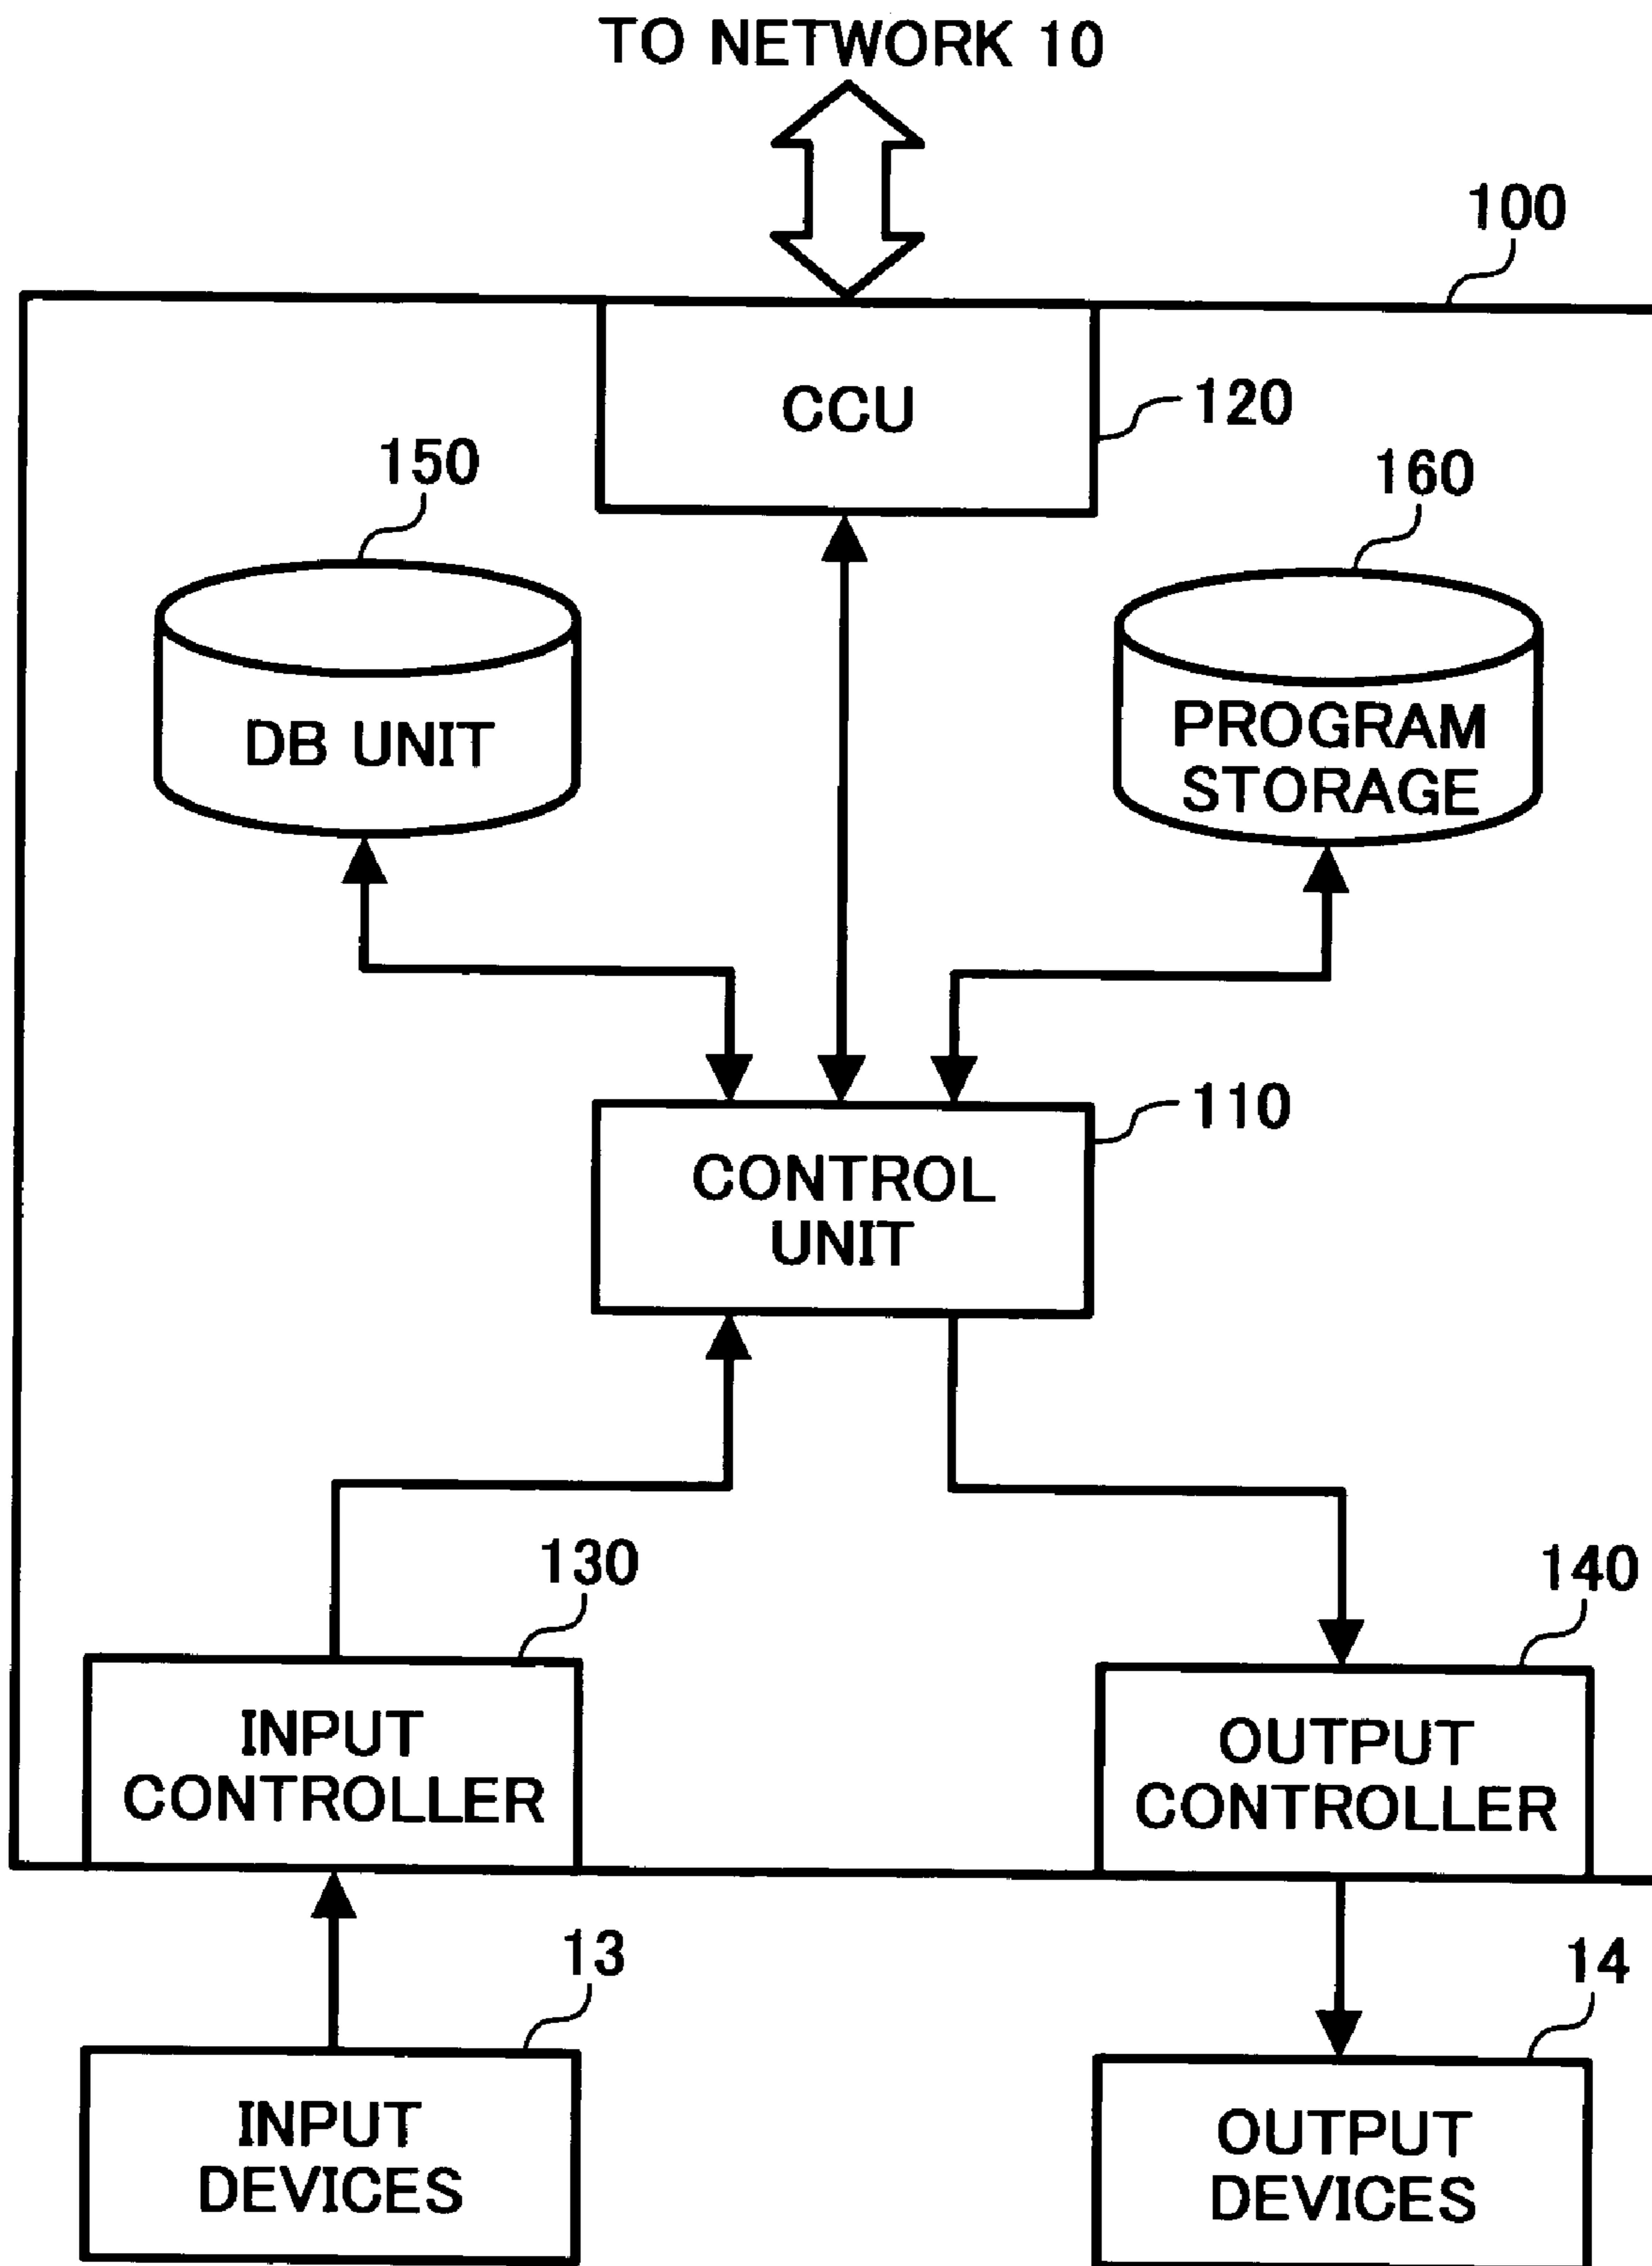 TO NETWORK 10
100
CCU
120
150
160
DB UNIT
PROGRAM
STORAGE
110
CONTROL
UNIT
130
140
INPUT
CONTROLLER
OUTPUT
CONTROLLER
13
14
INPUT
DEVICES
OUTPUT
DEVICES